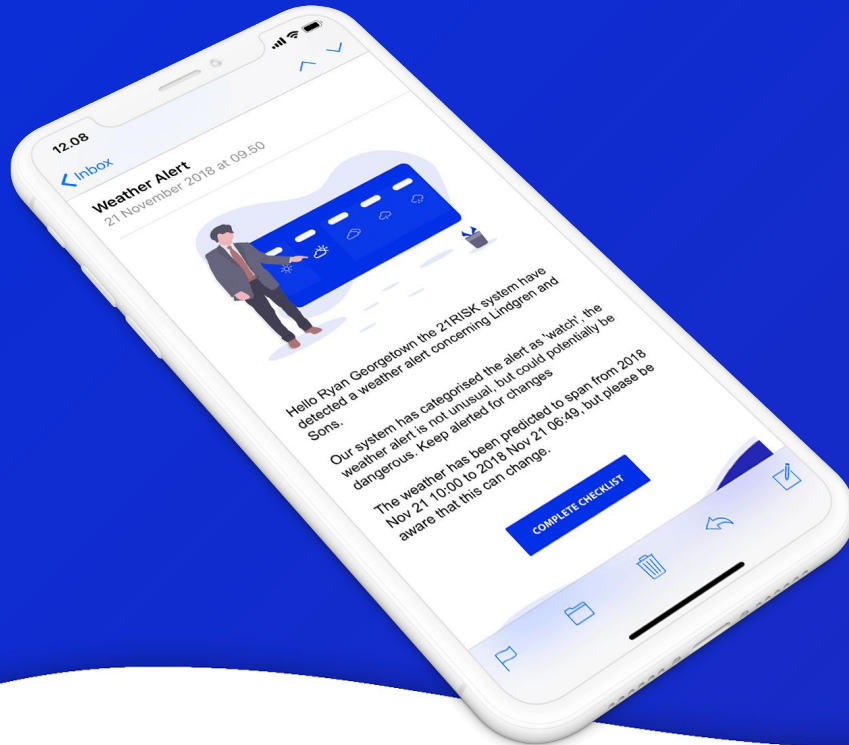 12.08
Inbox
Weather Alert
21 November 2018 at 09.50
Hello Ryan Georgetown the 21RISK system have
detected a weather alert concerning Lindgren and
Sons.
Our system has categorised the alert as 'watch', the
weather alert is not unusual, but could potentially be
dangerous. Keep alerted for changes
The weather has been predicted to span from 2018
Nov 21 10:00 to 2018 Nov 21 06:49, but please be
aware that this can change.
COMPLETE CHECKLIST